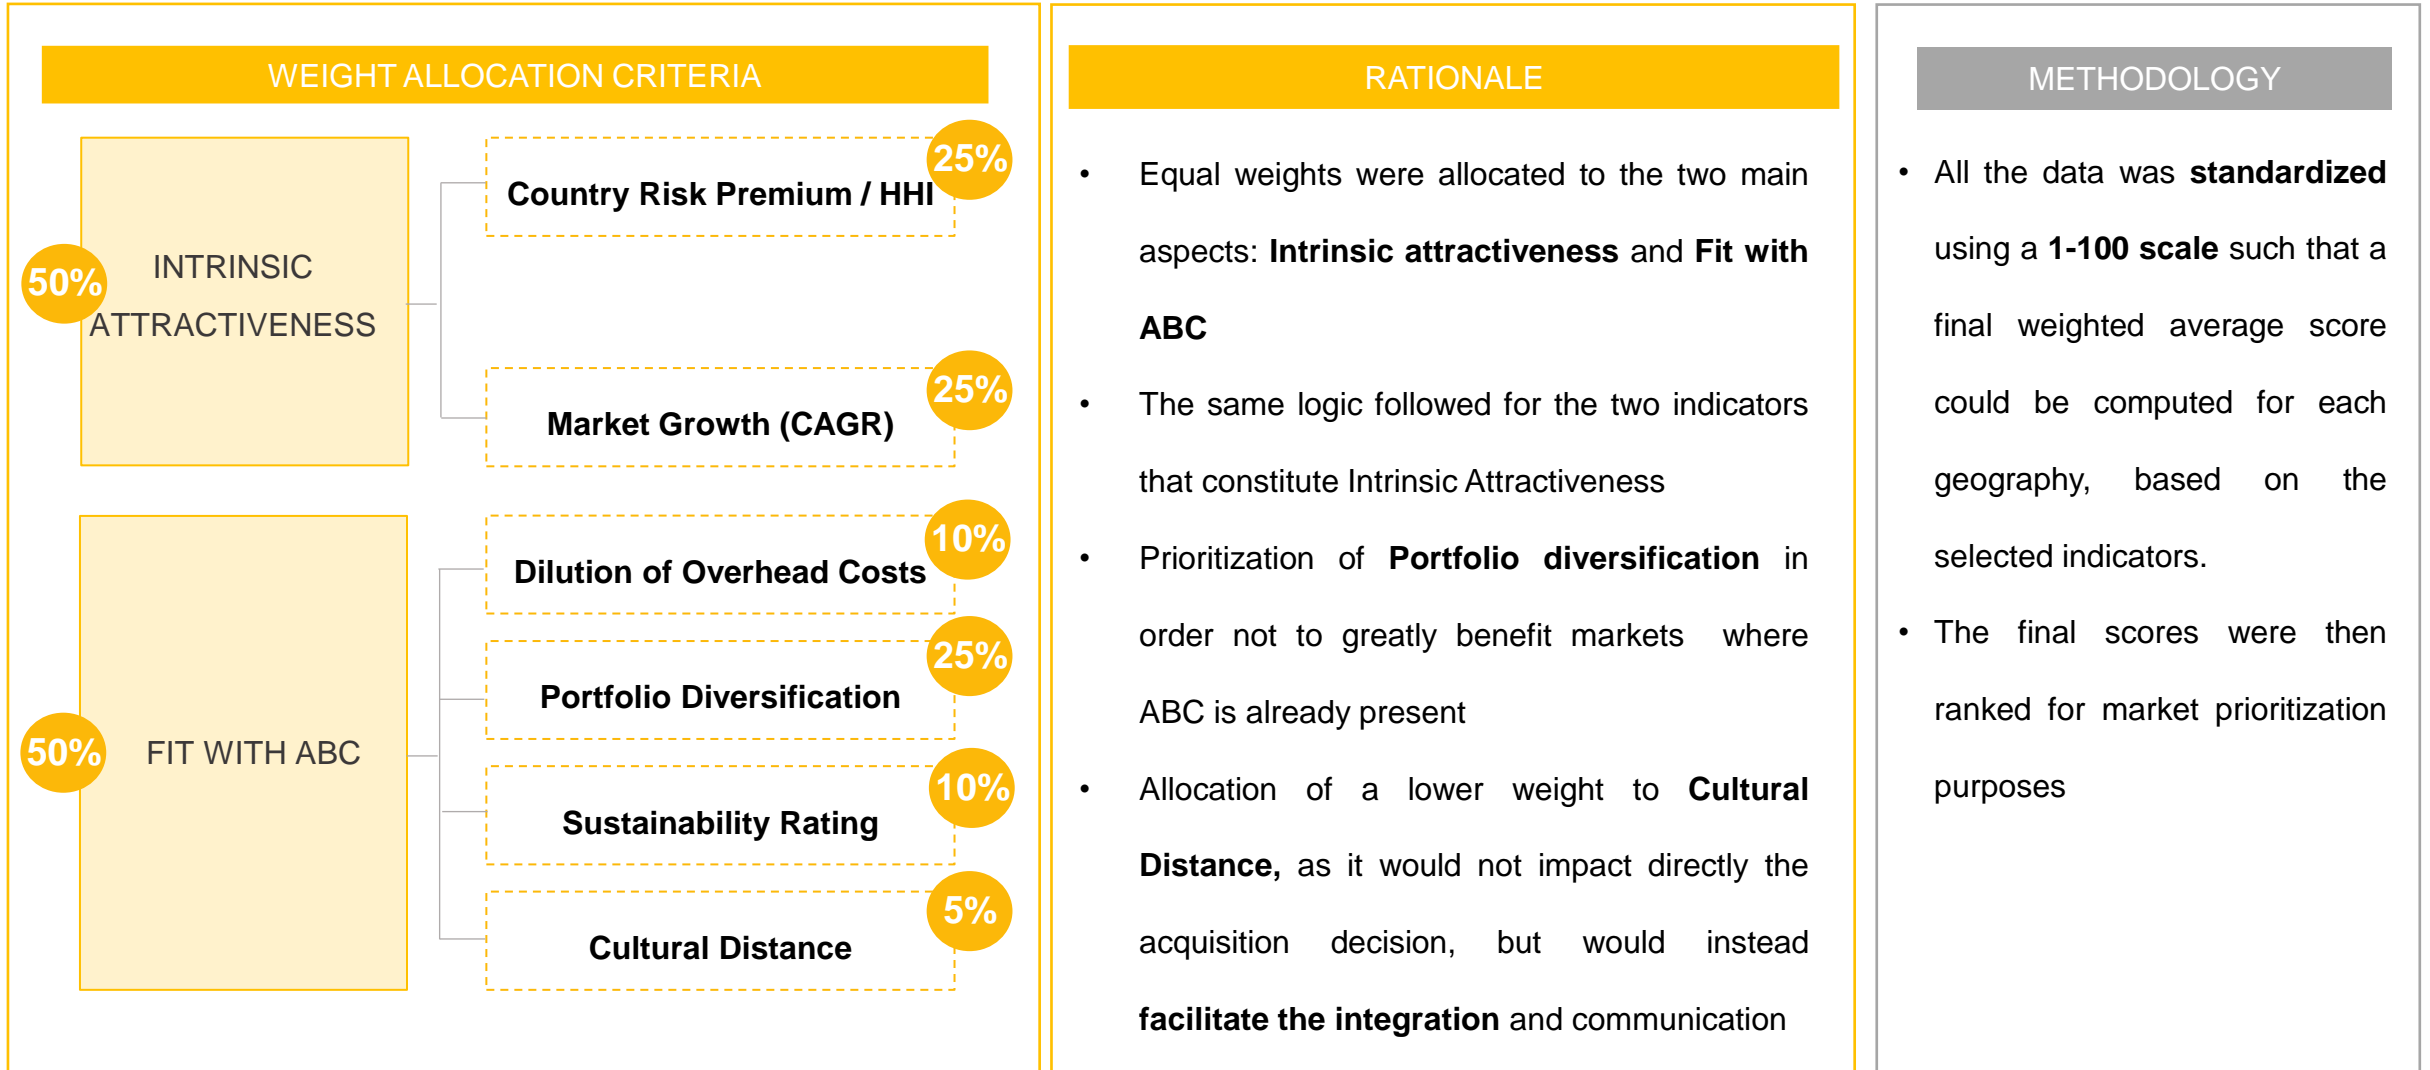 WEIGHT ALLOCATION CRITERIA
50%
INTRINSIC
ATTRACTIVENESS
25%
Country Risk Premium / HHI
25%
Market Growth (CAGR)
50%
FIT WITH ABC
10%
Dilution of Overhead Costs
25%
Portfolio Diversification
10%
Sustainability Rating
5%
Cultural Distance
RATIONALE
• Equal weights were allocated to the two main
aspects: Intrinsic attractiveness and Fit with
ABC
• The same logic followed for the two indicators
that constitute Intrinsic Attractiveness
• Prioritization of Portfolio diversification in
order not to greatly benefit markets where
ABC is already present
• Allocation of a lower weight to Cultural
Distance, as it would not impact directly the
acquisition decision, but would instead
facilitate the integration and communication
METHODOLOGY
• All the data was standardized
using a 1-100 scale such that a
final weighted average score
could be computed for each
geography, based on the
selected indicators.
• The final scores were then
ranked for market prioritization
purposes